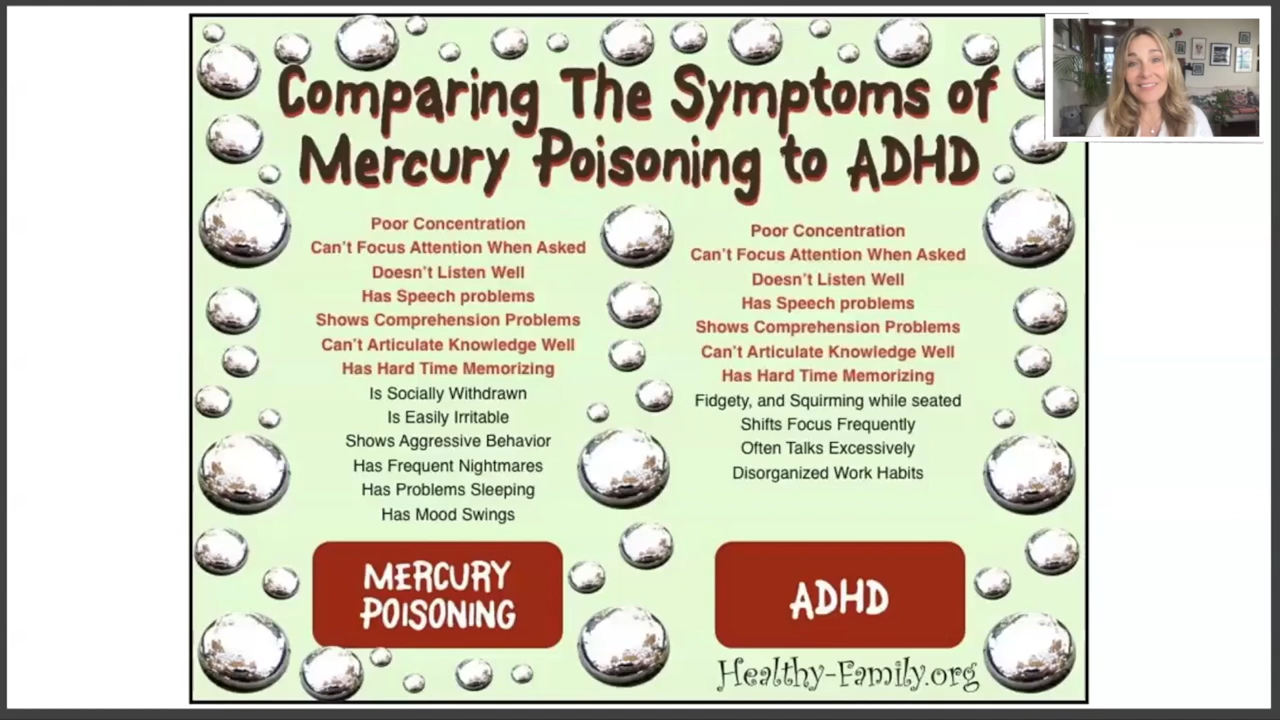 Comparing The Symptoms of
Mercury Poisoning to ADHD
Poor Concentration
Can't Focus Attention When Asked
Doesn't Listen Well
Has Speech problems
Shows Comprehension Problems
Can't Articulate Knowledge Well
Has Hard Time Memorizing
Is Socially Withdrawn
Is Easily Irritable
Shows Aggressive Behavior
Has Frequent Nightmares
Has Problems Sleeping
Has Mood Swings
MERCURY
POISONING
Poor Concentration
Can't Focus Attention When Asked
Doesn't Listen Well
Has Speech problems
Shows Comprehension Problems
Can't Articulate Knowledge Well
Has Hard Time Memorizing
Fidgety, and Squirming while seated
Shifts Focus Frequently
Often Talks Excessively
Disorganized Work Habits
ADHD
Healthy-Family.org